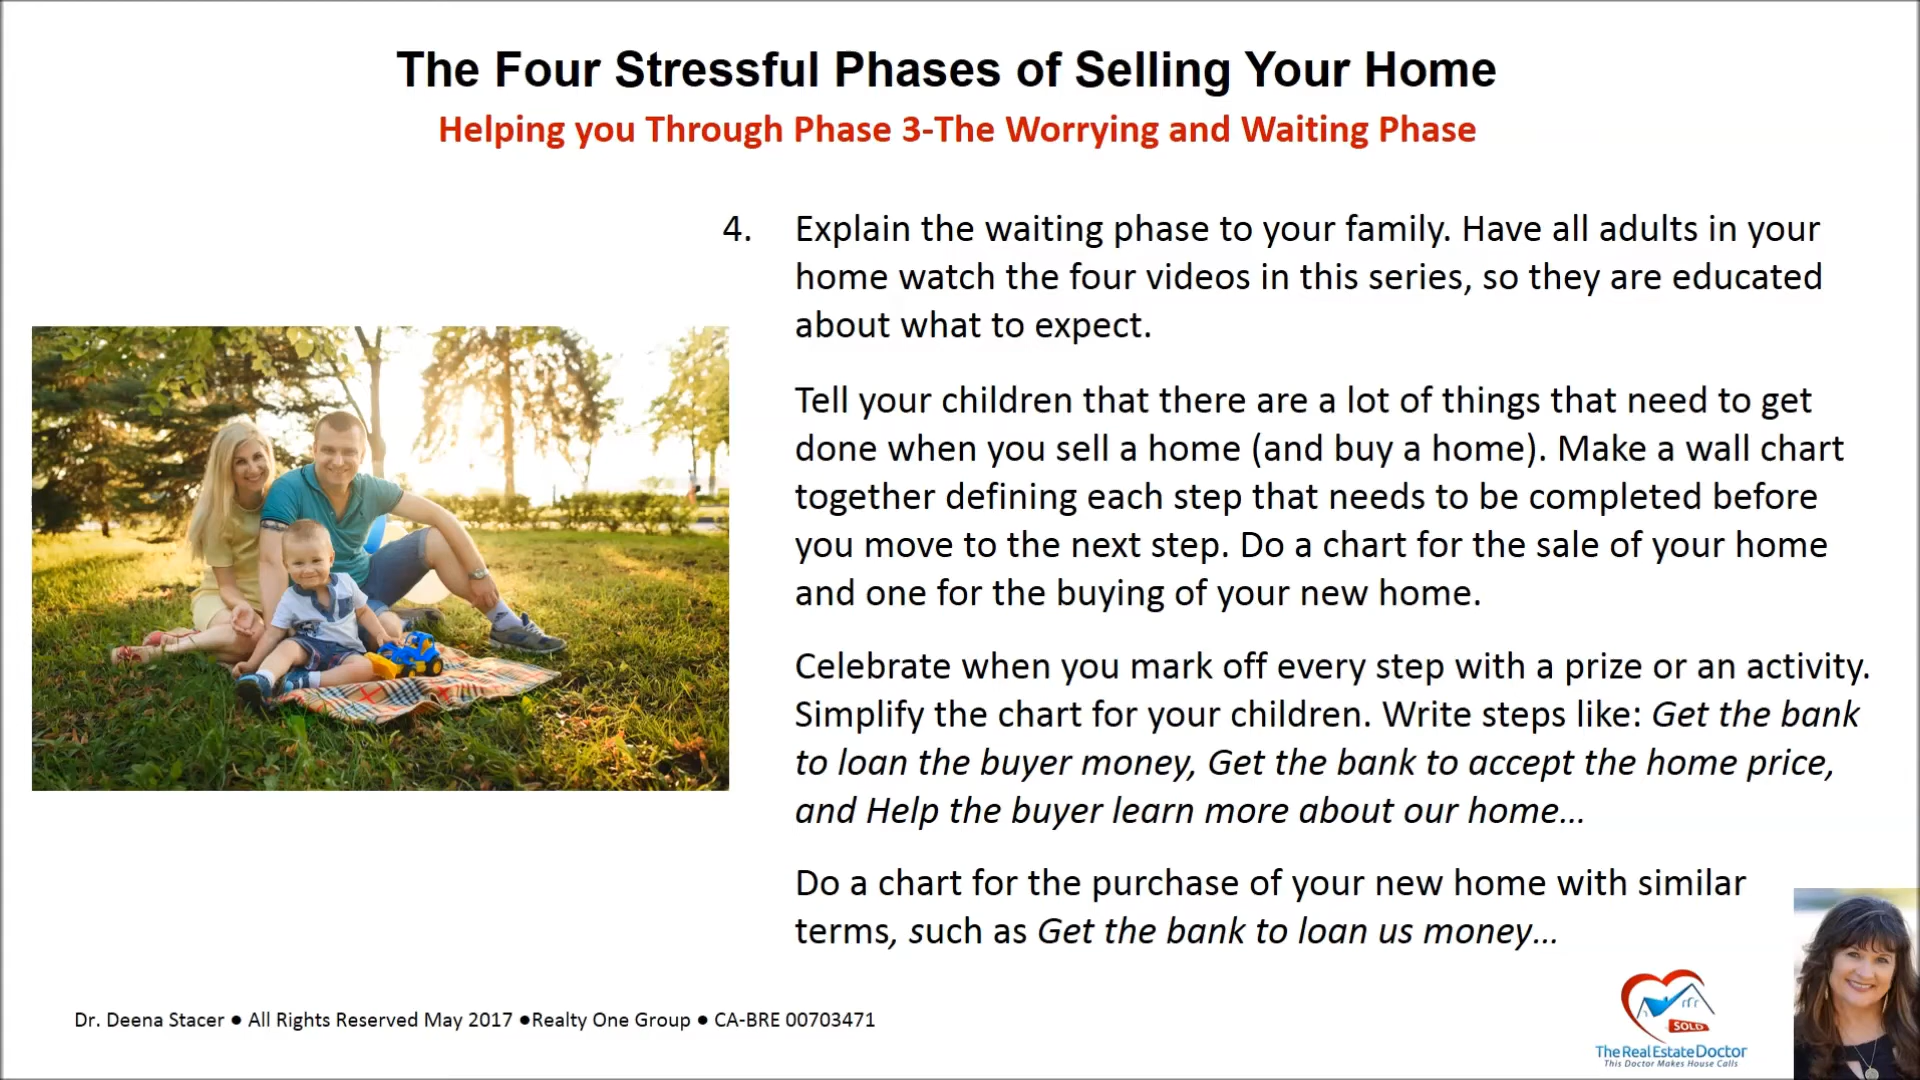 The Four Stressful Phases of Selling Your Home
Helping you Through Phase 3-The Worrying and Waiting Phase
4. Explain the waiting phase to your family. Have all adults in your
home watch the four videos in this series, so they are educated
about what to expect.
Tell your children that there are a lot of things that need to get
done when you sell a home (and buy a home). Make a wall chart
together defining each step that needs to be completed before
you move to the next step. Do a chart for the sale of your home
and one for the buying of your new home.
Celebrate when you mark off every step with a prize or an activity.
Simplify the chart for your children. Write steps like: Get the bank
to loan the buyer money, Get the bank to accept the home price,
and Help the buyer learn more about our home...
Do a chart for the purchase of your new home with similar
terms, such as Get the bank to loan us money...
Dr. Deena Stacer ● All Rights Reserved May 2017 ●Realty One Group ● CA-BRE 00703471
SOLD
The Real Estate Doctor
This Doctor Makes House Calls